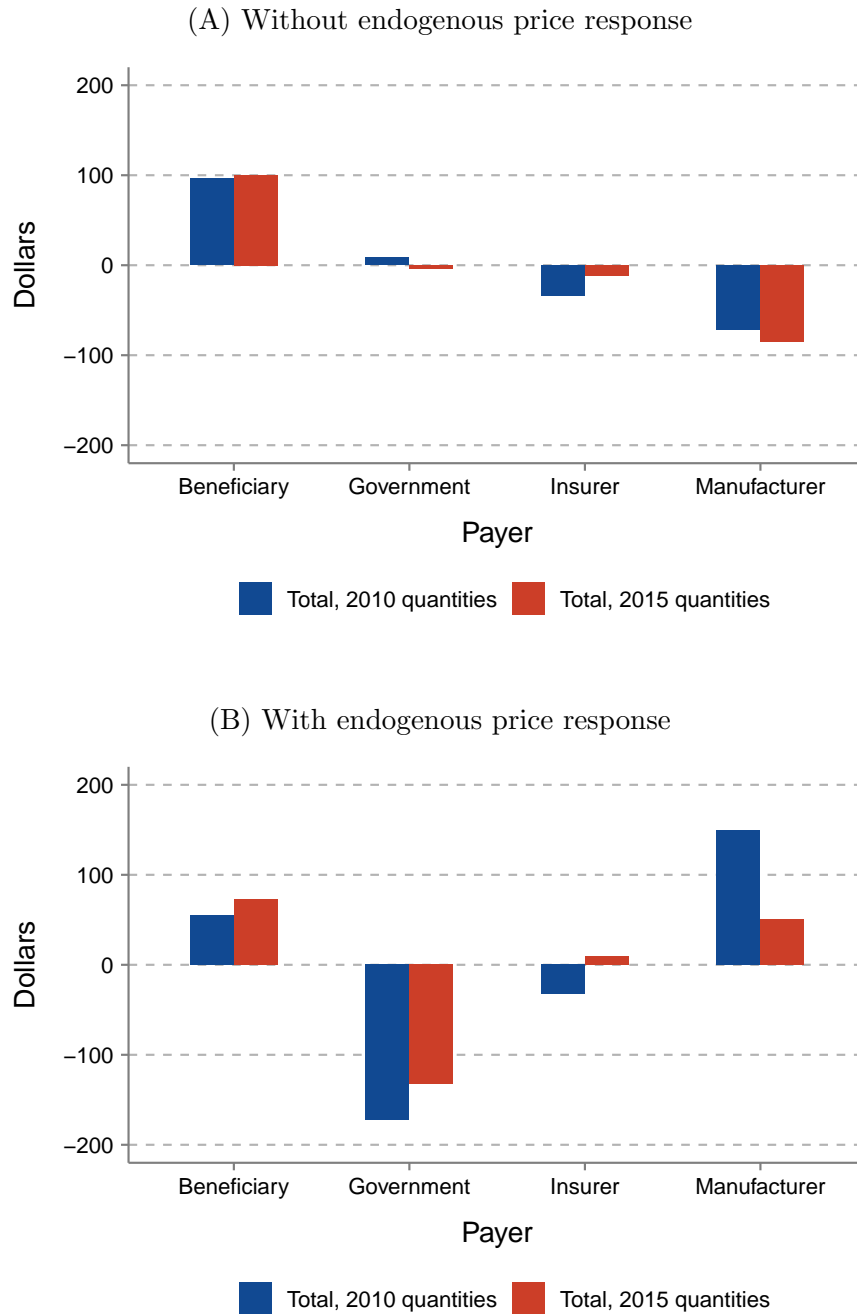 (A) Without endogenous price response
200
100
0
−100
−200
Dollars
Beneficiary Government Insurer Manufacturer
Payer
Total, 2010 quantities Total, 2015 quantities
(B) With endogenous price response
200
100
0
−100
−200
Dollars
Beneficiary Government Insurer Manufacturer
Payer
Total, 2010 quantities Total, 2015 quantities